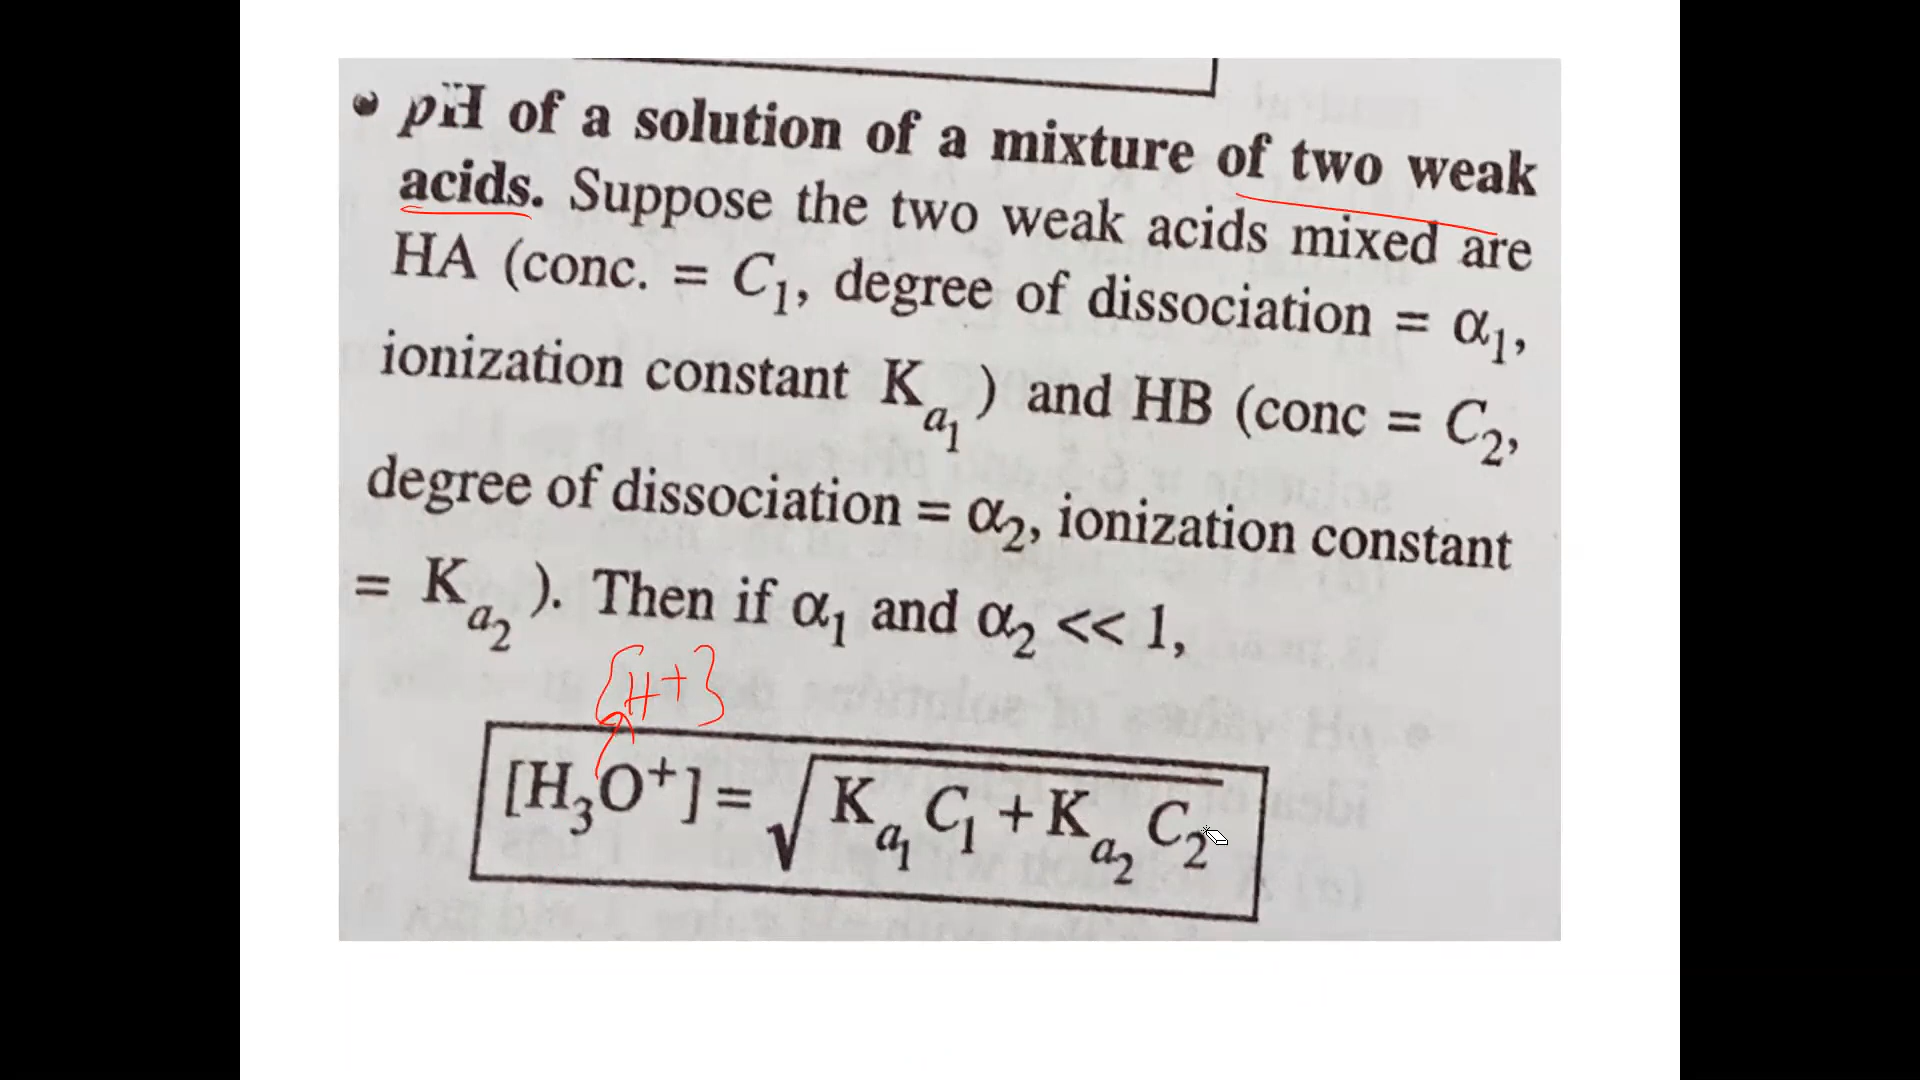 • pH of a solution of a mixture of two weak
acids. Suppose the two weak acids mixed are
HA (conc. = C₁, degree of dissociation = α₁,
ionization constant Kₐ₁ ) and HB (conc = C₂,
degree of dissociation = α₂, ionization constant
= Kₐ₂ ). Then if α₁ and α₂ << 1,
{H+}
[H₃O⁺] = √Kₐ₁ C₁ + Kₐ₂ C₂